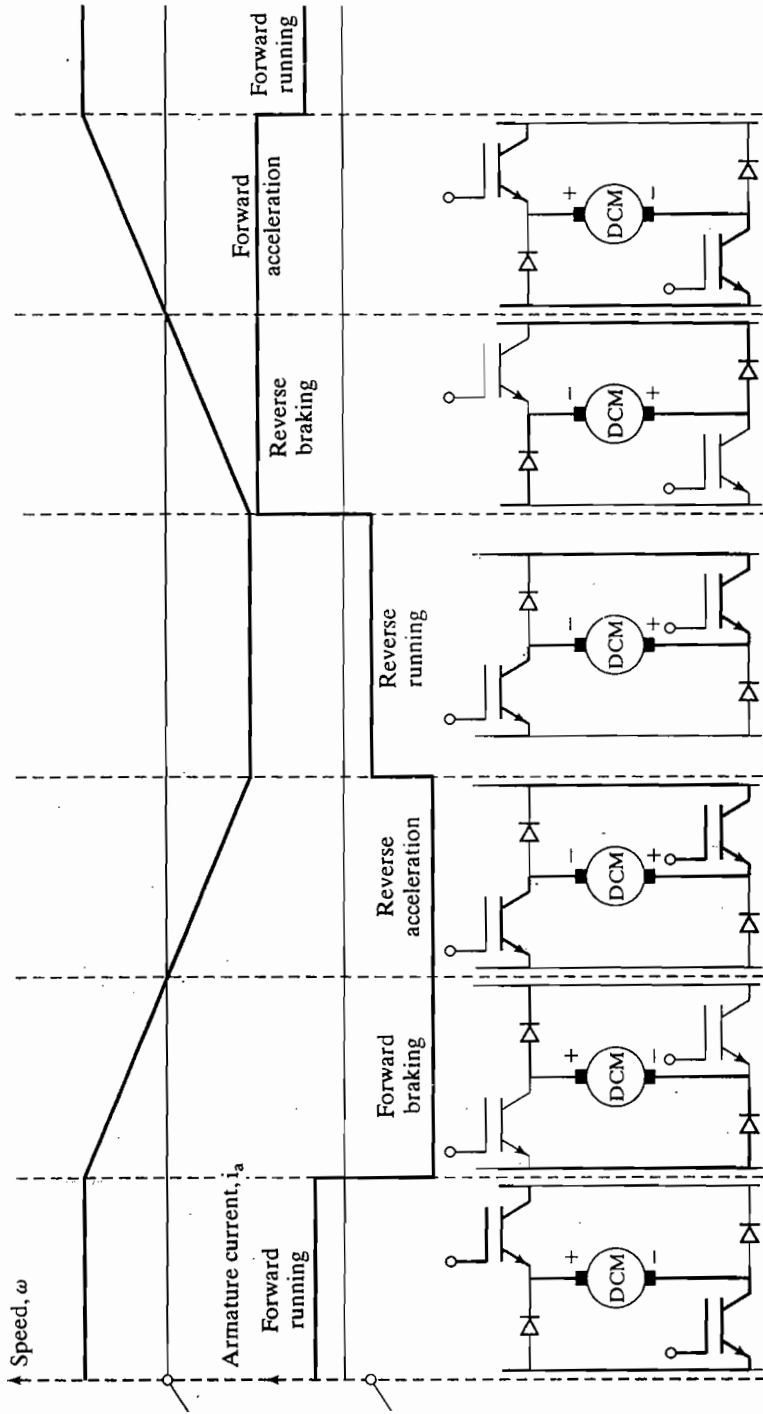 Speed, ω
Armature current, iₐ
Forward
running
Forward
braking
Reverse
acceleration
Reverse
running
Reverse
braking
Forward
acceleration
Forward
running
+
DCM
−
+
DCM
−
−
DCM
+
−
DCM
+
−
DCM
+
+
DCM
−